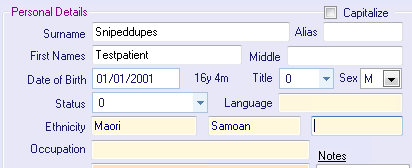 Personal Details
Capitalize
Surname Snipeddupes Alias
First Names Testpatient Middle
Date of Birth 01/01/2001 16y 4m Title 0 Sex M
Status 0 Language
Ethnicity Maori Samoan
Occupation
Notes